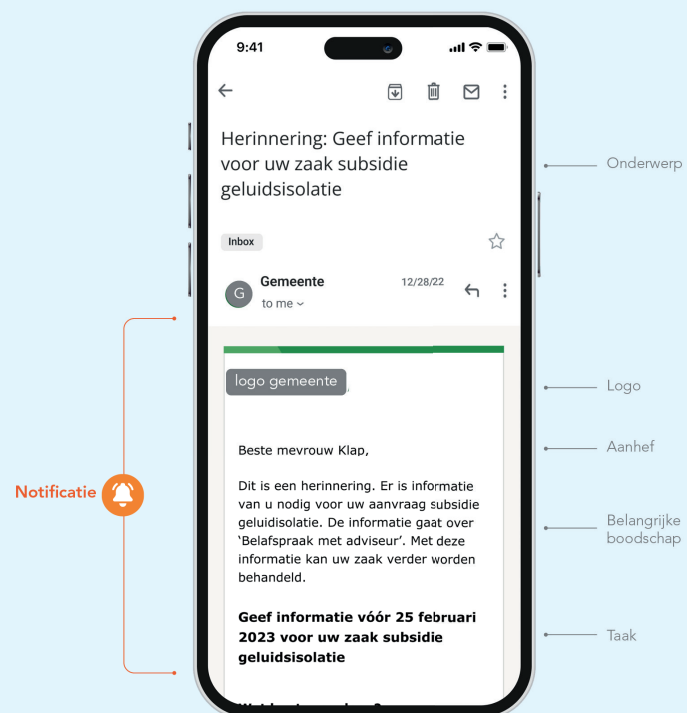 9:41
Herinnering: Geef informatie
voor uw zaak subsidie
geluidsisolatie
Onderwerp
Inbox
G
Gemeente
12/28/22
to me
logo gemeente
Logo
Beste mevrouw Klap,
Aanhef
Dit is een herinnering. Er is informatie
van u nodig voor uw aanvraag subsidie
geluidisolatie. De informatie gaat over
‘Belafspraak met adviseur’. Met deze
informatie kan uw zaak verder worden
behandeld.
Notificatie
Belangrijke
boodschap
Geef informatie vóór 25 februari
2023 voor uw zaak subsidie
geluidsisolatie
Taak